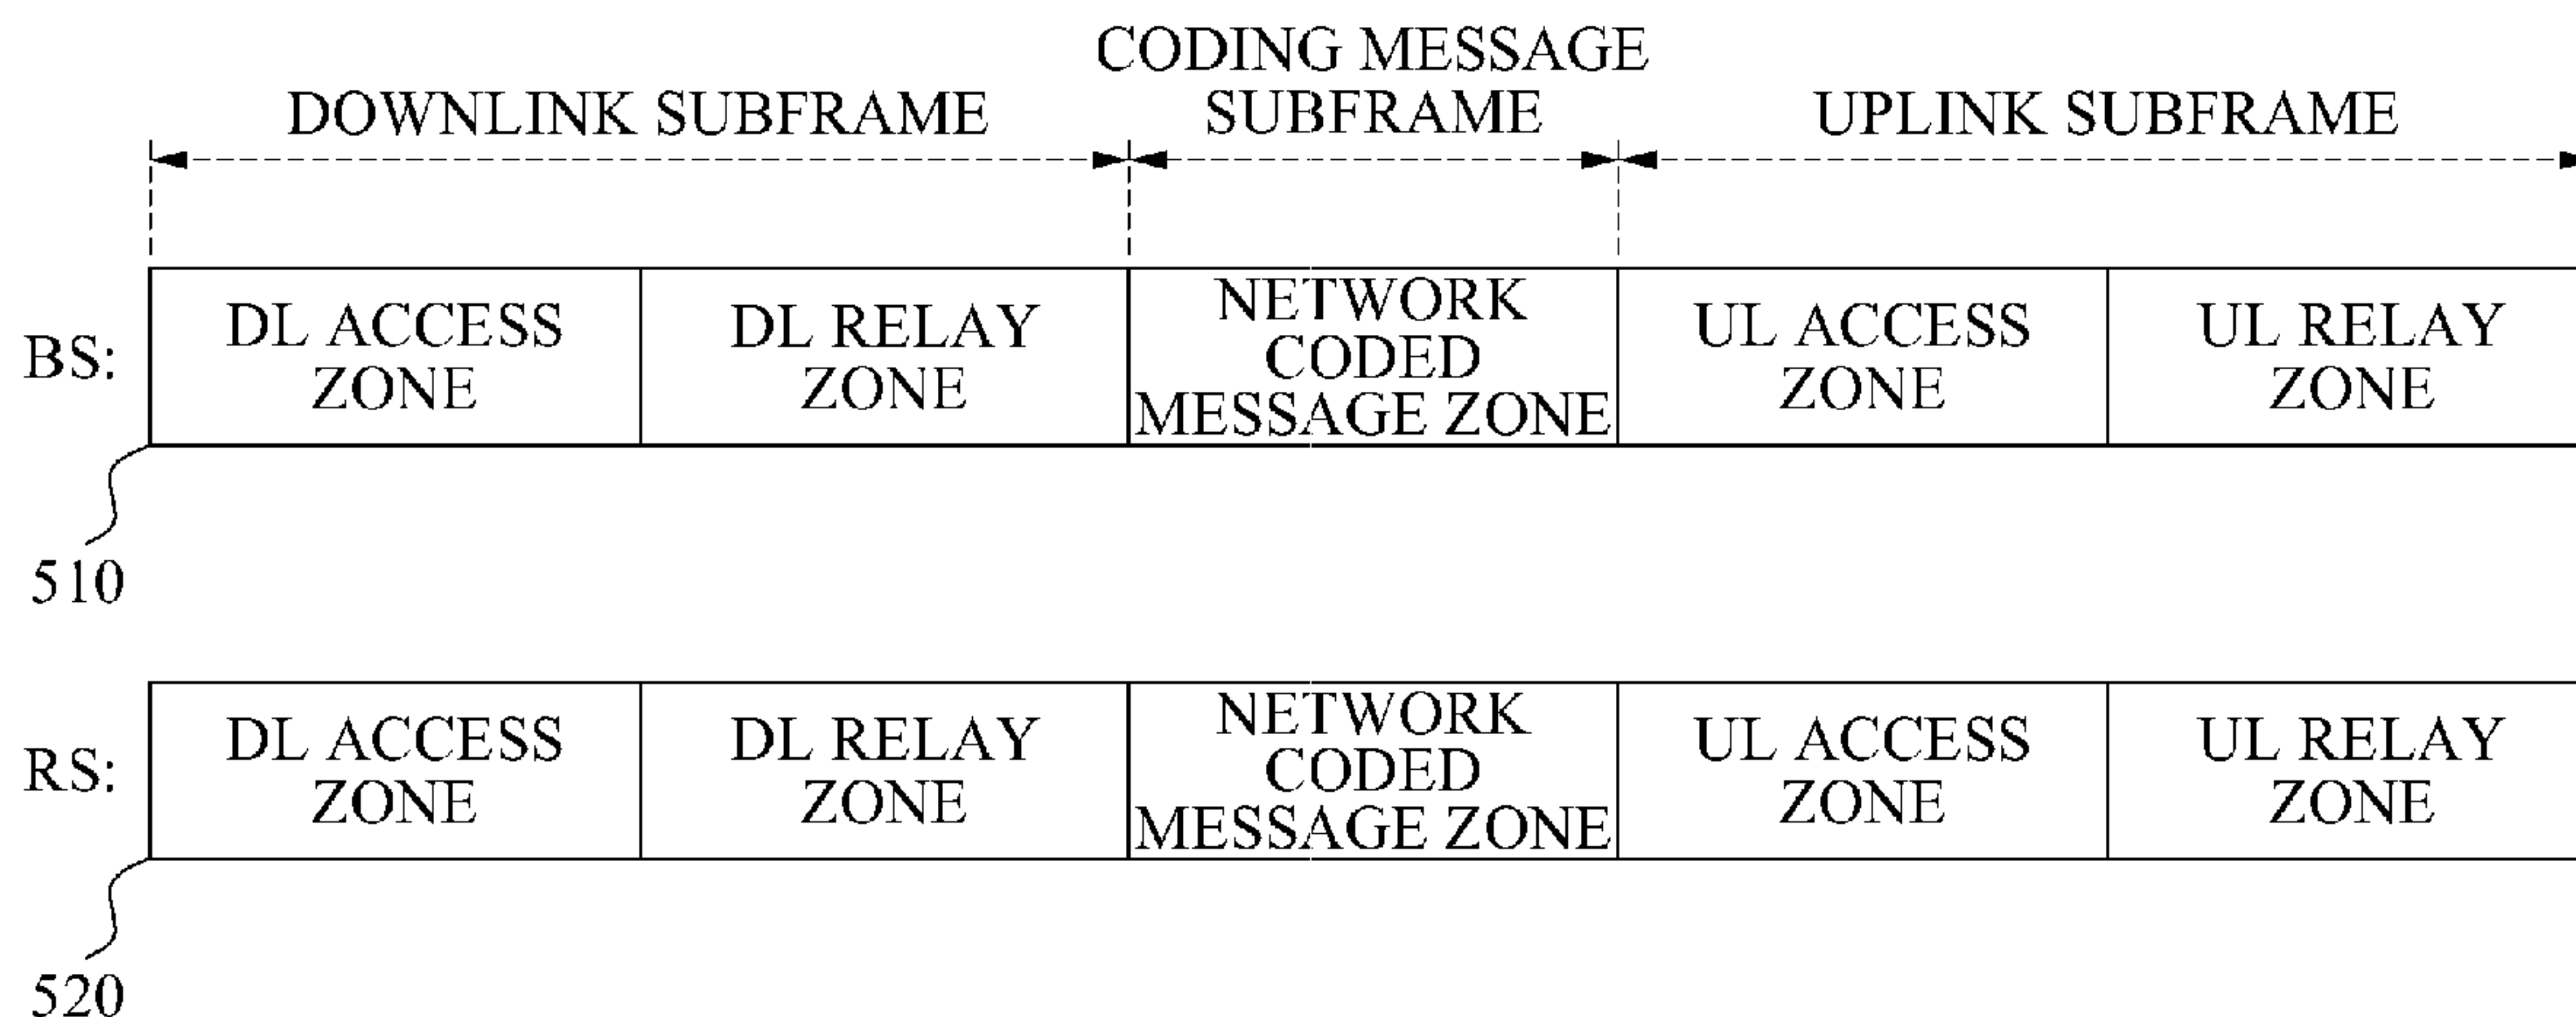 CODING MESSAGE
DOWNLINK SUBFRAME
SUBFRAME
UPLINK SUBFRAME
BS:
DL ACCESS
ZONE
DL RELAY
ZONE
NETWORK
CODED
MESSAGE ZONE
UL ACCESS
ZONE
UL RELAY
ZONE
510
RS:
DL ACCESS
ZONE
DL RELAY
ZONE
NETWORK
CODED
MESSAGE ZONE
UL ACCESS
ZONE
UL RELAY
ZONE
520